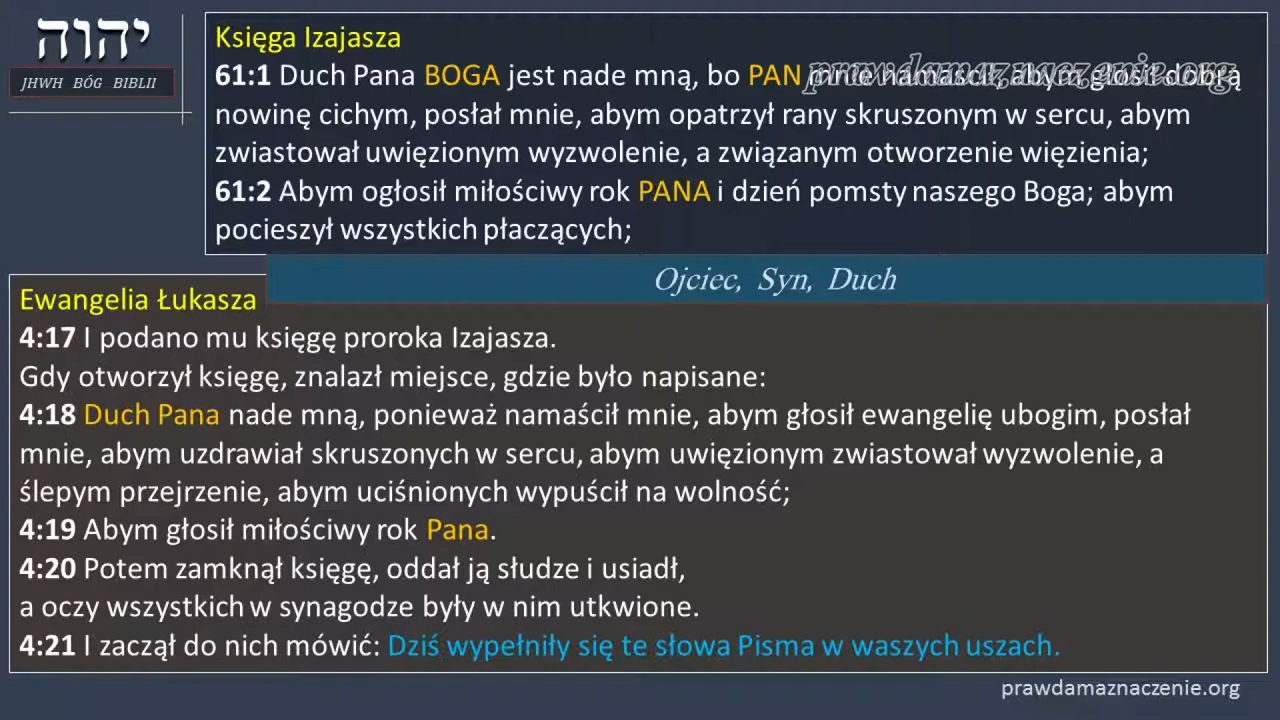 יהוה
JHWH BÓG BIBLII
Księga Izajasza
61:1 Duch Pana BOGA jest nade mną, bo PAN mnie namaścił, abym głosił dobrą
prawdamaznaczenie.org
nowinę cichym, posłał mnie, abym opatrzył rany skruszonym w sercu, abym
zwiastował uwięzionym wyzwolenie, a związanym otworzenie więzienia;
61:2 Abym ogłosił miłościwy rok PANA i dzień pomsty naszego Boga; abym
pocieszył wszystkich płaczących;
Ojciec, Syn, Duch
Ewangelia Łukasza
4:17 I podano mu księgę proroka Izajasza.
Gdy otworzył księgę, znalazł miejsce, gdzie było napisane:
4:18 Duch Pana nade mną, ponieważ namaścił mnie, abym głosił ewangelię ubogim, posłał
mnie, abym uzdrawiał skruszonych w sercu, abym uwięzionym zwiastował wyzwolenie, a
ślepym przejrzenie, abym uciśnionych wypuścił na wolność;
4:19 Abym głosił miłościwy rok Pana.
4:20 Potem zamknął księgę, oddał ją słudze i usiadł,
a oczy wszystkich w synagodze były w nim utkwione.
4:21 I zaczął do nich mówić: Dziś wypełniły się te słowa Pisma w waszych uszach.
prawdamaznaczenie.org